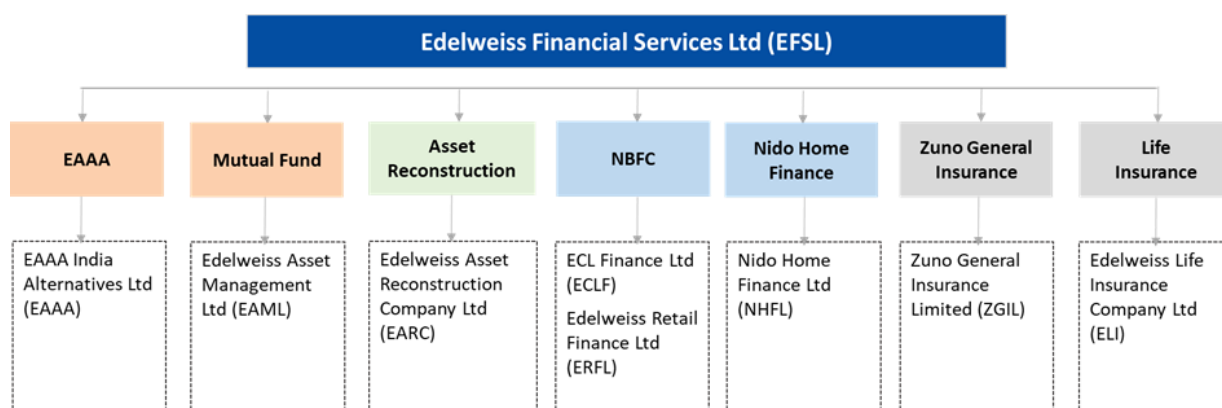 Edelweiss Financial Services Ltd (EFSL)
EAAA
Mutual Fund
Asset
Reconstruction
NBFC
Nido Home
Finance
Zuno General
Insurance
Life
Insurance
EAAA India
Alternatives Ltd
(EAAA)
Edelweiss Asset
Management
Ltd (EAML)
Edelweiss Asset
Reconstruction
Company Ltd
(EARC)
ECL Finance Ltd
(ECLF)
Edelweiss Retail
Finance Ltd
(ERFL)
Nido Home
Finance Ltd
(NHFL)
Zuno General
Insurance
Limited (ZGIL)
Edelweiss Life
Insurance
Company Ltd
(ELI)